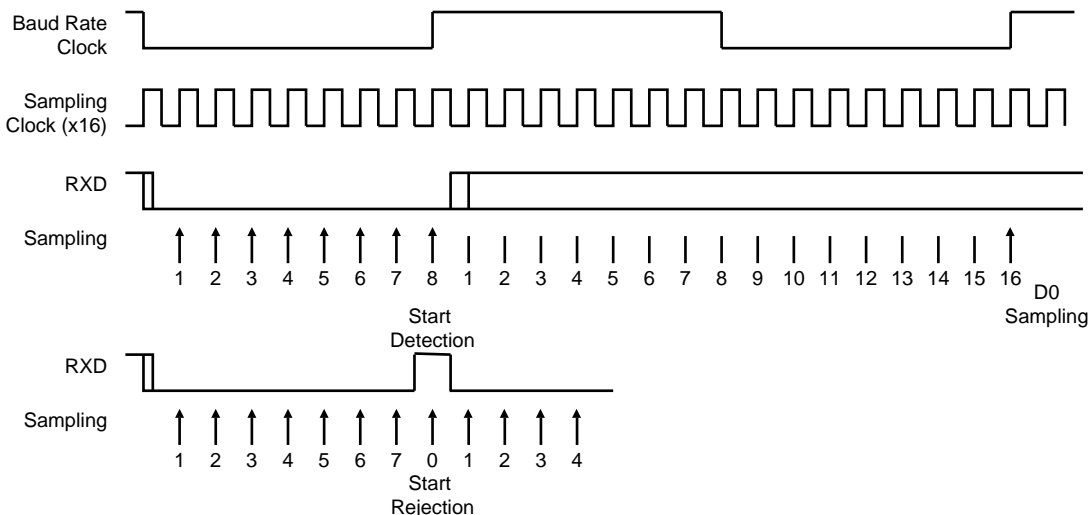 Baud Rate
Clock
Sampling
Clock (x16)
RXD
Sampling
1 2 3 4 5 6 7 8 1 2 3 4 5 6 7 8 9 10 11 12 13 14 15 16
D0
Sampling
Start
Detection
RXD
Sampling
1 2 3 4 5 6 7 0 1 2 3 4
Start
Rejection